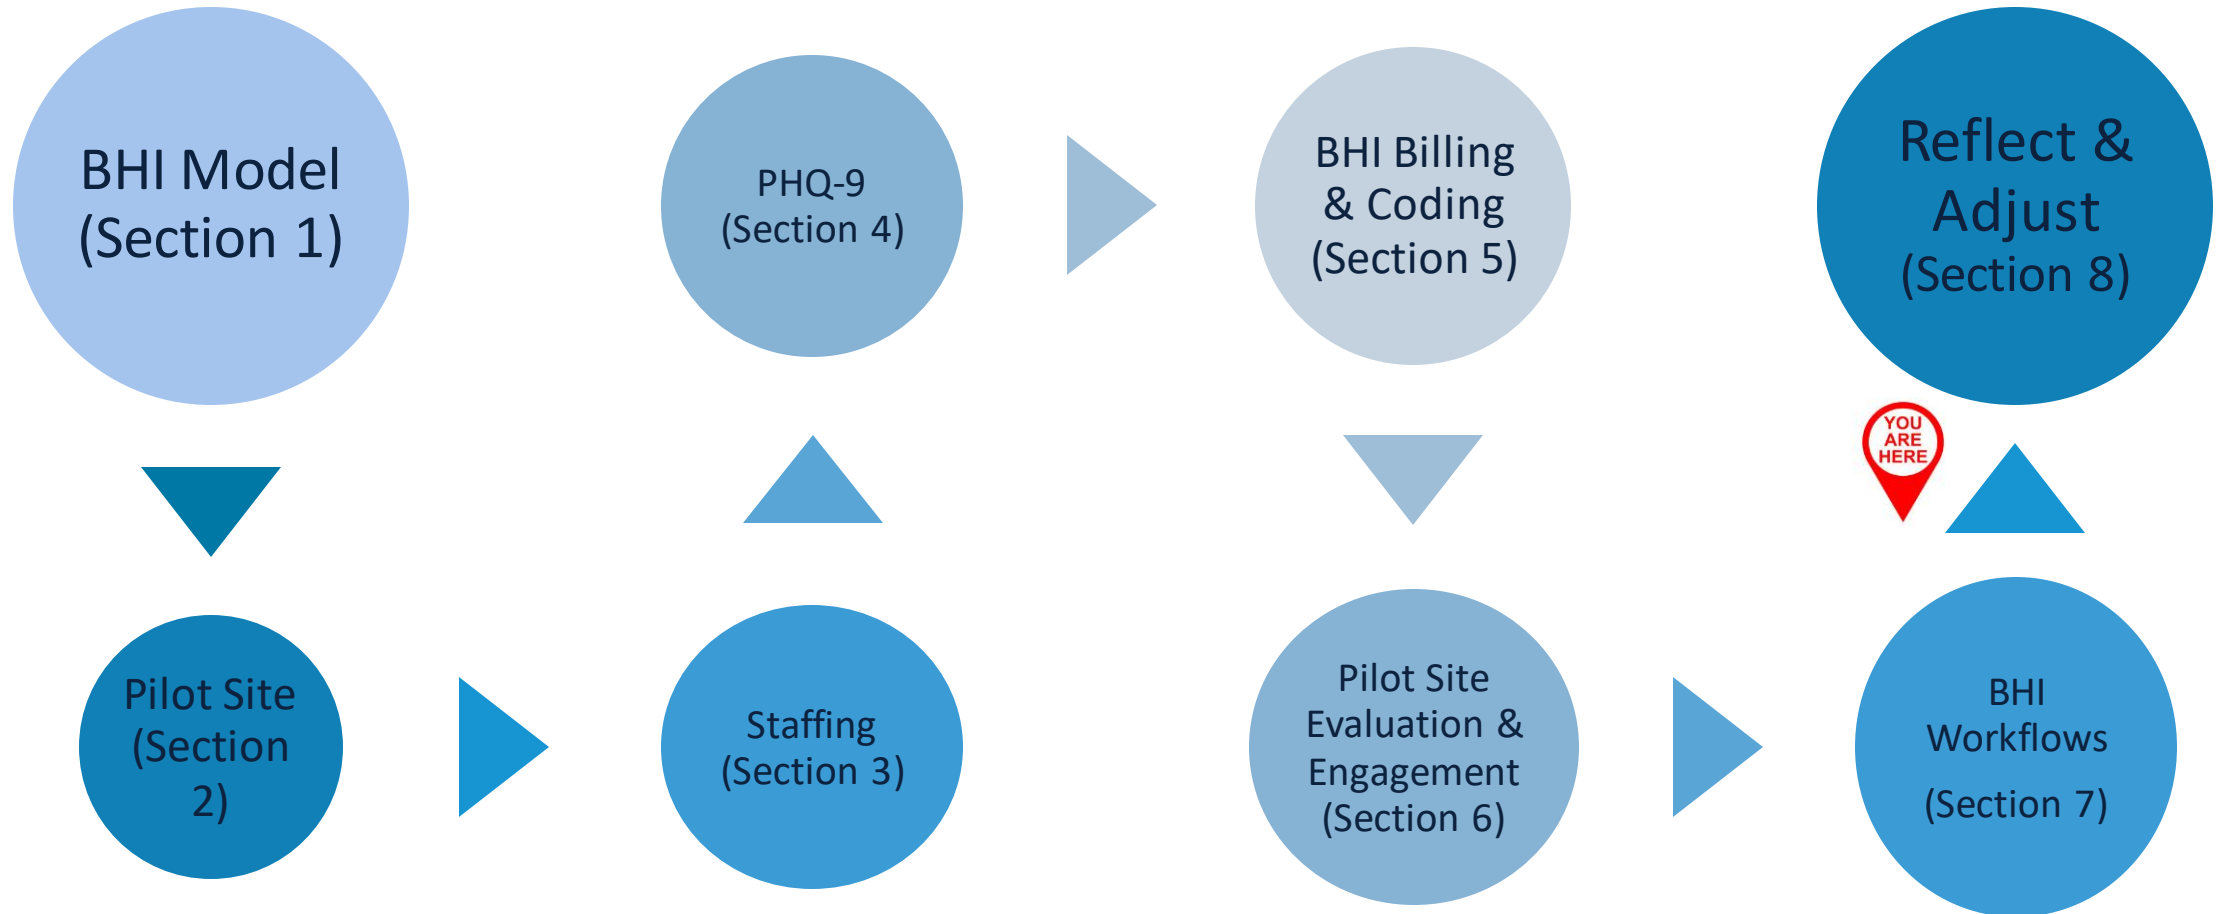 BHI Model
(Section 1)
Pilot Site
(Section
2)
Staffing
(Section 3)
PHQ-9
(Section 4)
BHI Billing
& Coding
(Section 5)
Pilot Site
Evaluation &
Engagement
(Section 6)
BHI
Workflows
(Section 7)
YOU
ARE
HERE
Reflect &
Adjust
(Section 8)